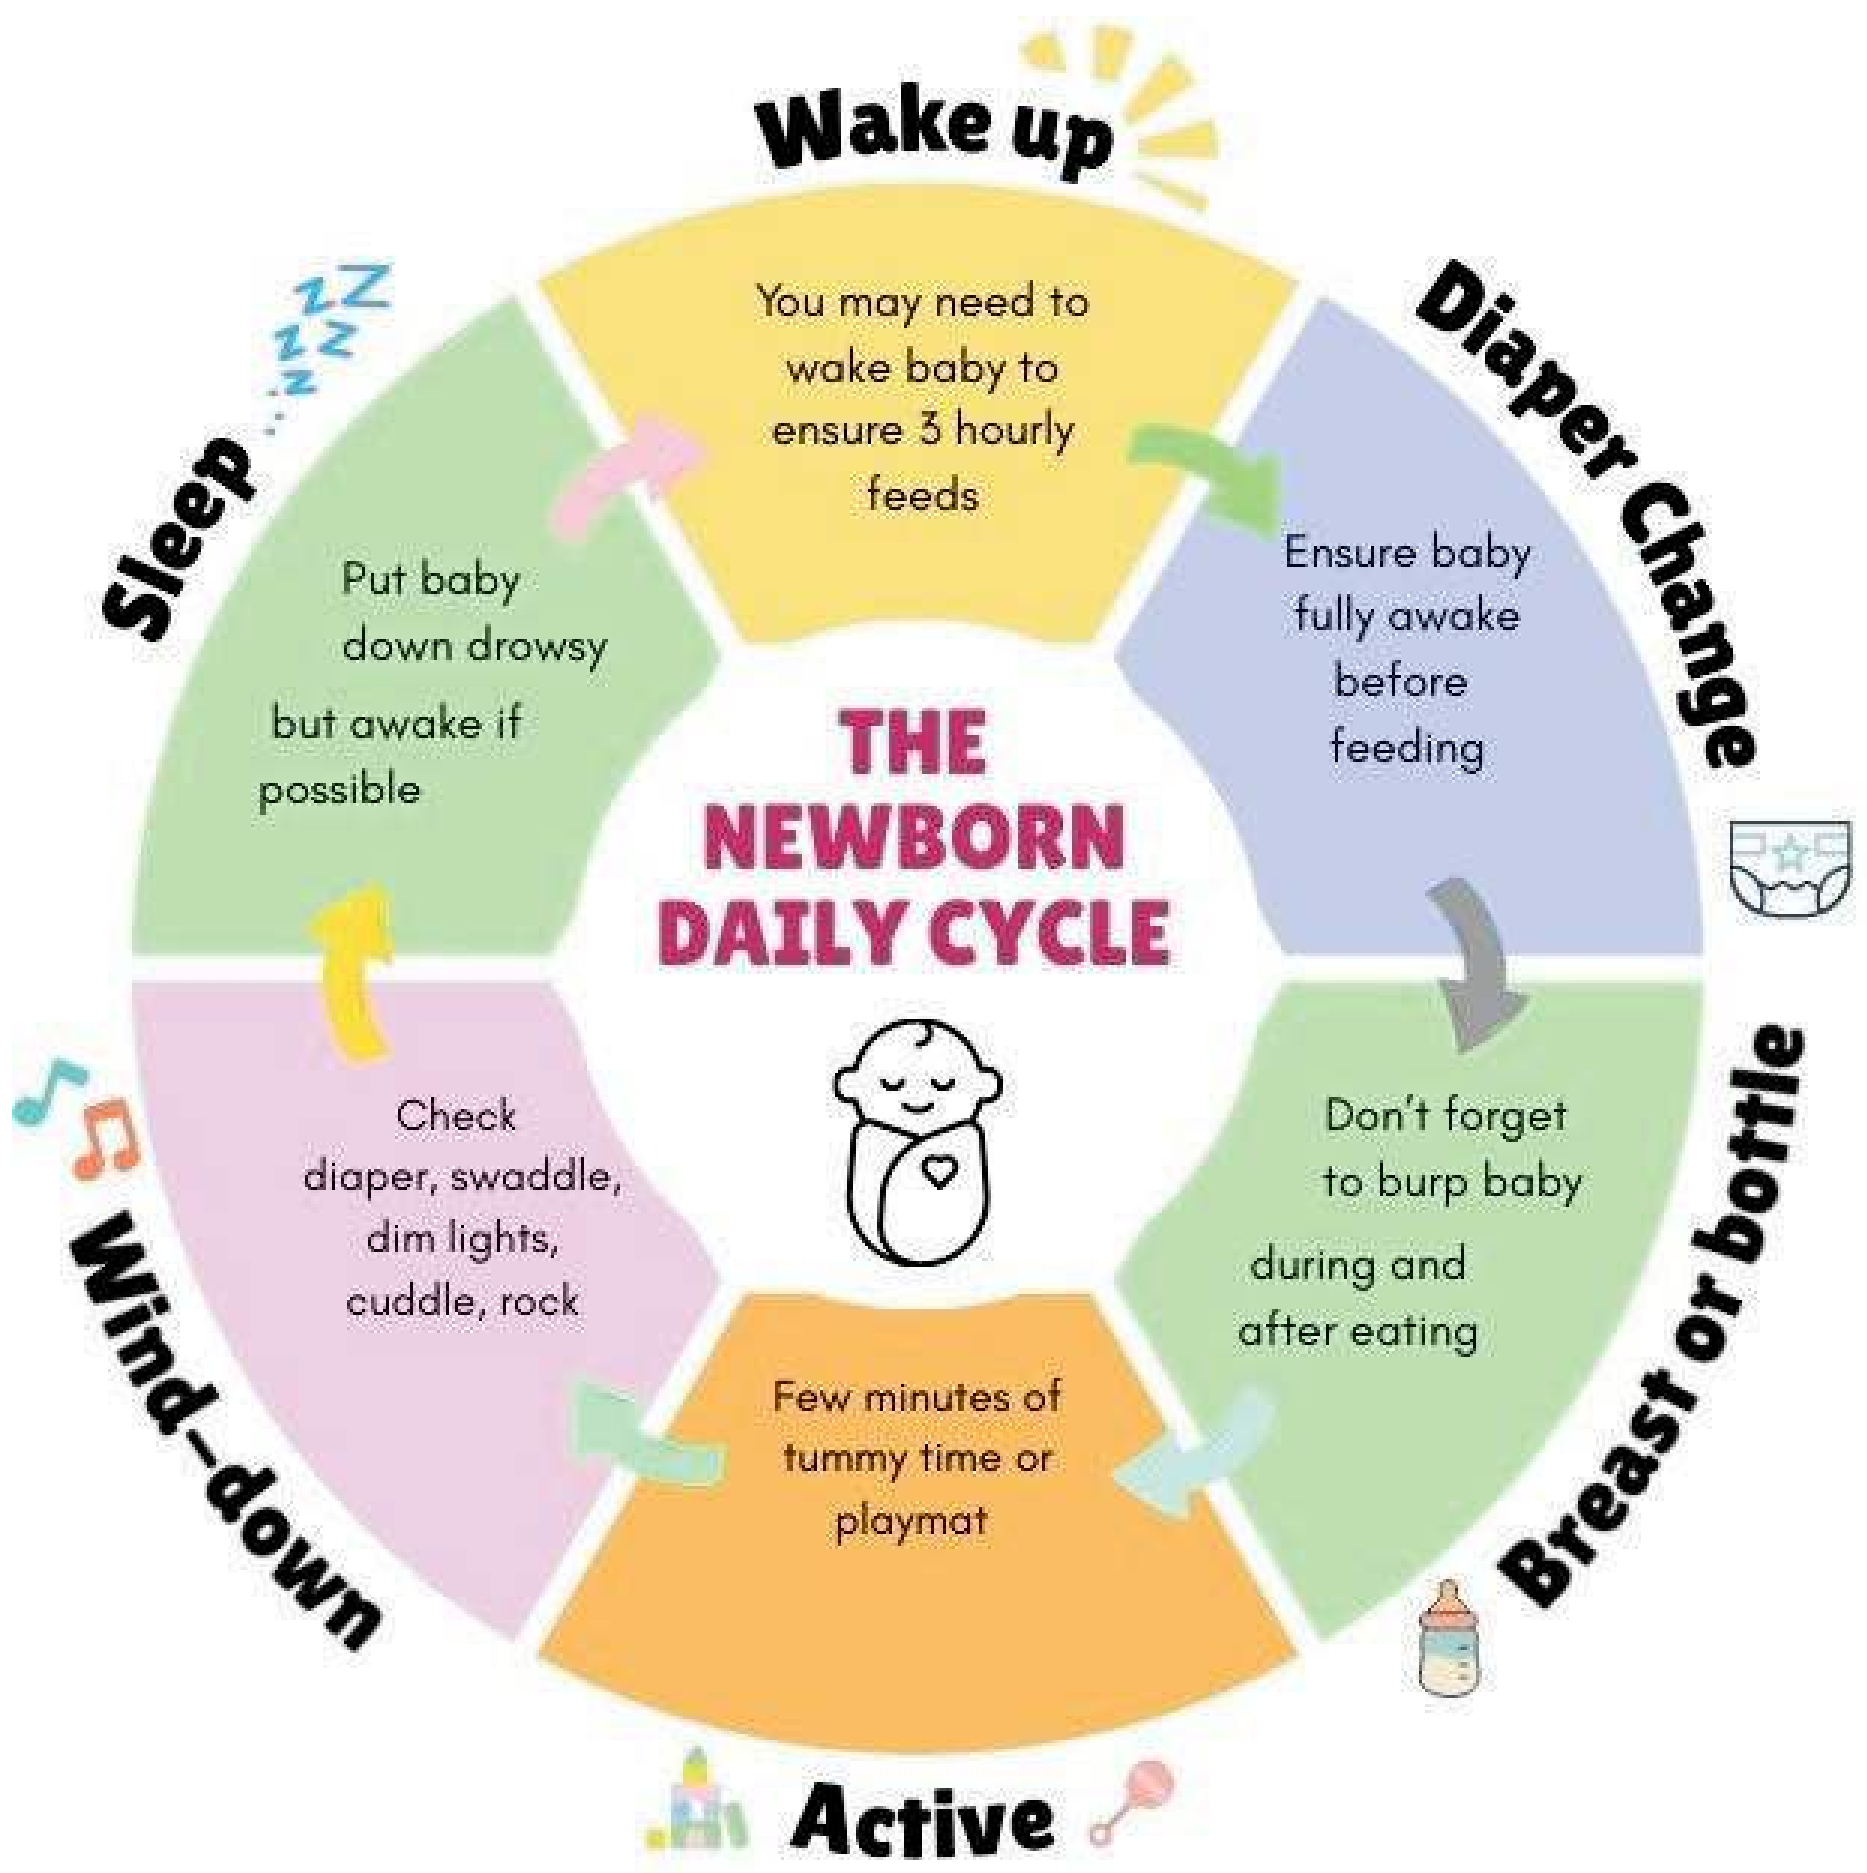 Wake up
You may need to
wake baby to
ensure 3 hourly
feeds
Diaper Change
Ensure baby
fully awake
before
feeding
Breast or bottle
Don't forget
to burp baby
during and
after eating
Active
Few minutes of
tummy time or
playmat
Wind-down
Check
diaper, swaddle,
dim lights,
cuddle, rock
Sleep
zz
zz
z
Put baby
down drowsy
but awake if
possible
THE
NEWBORN
DAILY CYCLE